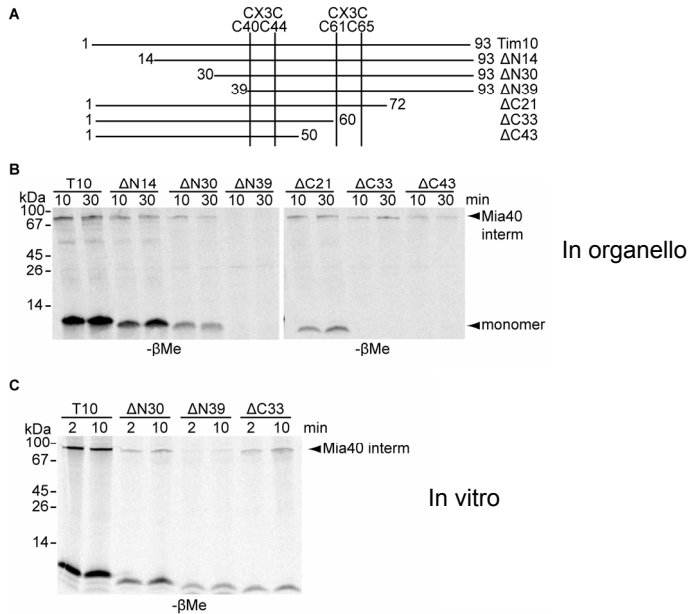 A
CX3C CX3C
C40C44 C61C65
1 93 Tim10
14 93 ΔN14
30 93 ΔN30
39 93 ΔN39
1 72 ΔC21
1 60 ΔC33
1 50 ΔC43
B
T10 ΔN14 ΔN30 ΔN39 ΔC21 ΔC33 ΔC43
kDa 10 30 10 30 10 30 10 30 10 30 10 30 10 30 min
100
67
Mia40
interm
45
26
14
monomer
-βMe -βMe
In organello
C
T10 ΔN30 ΔN39 ΔC33
kDa 2 10 2 10 2 10 2 10 min
100
67
Mia40 interm
45
26
14
-βMe
In vitro